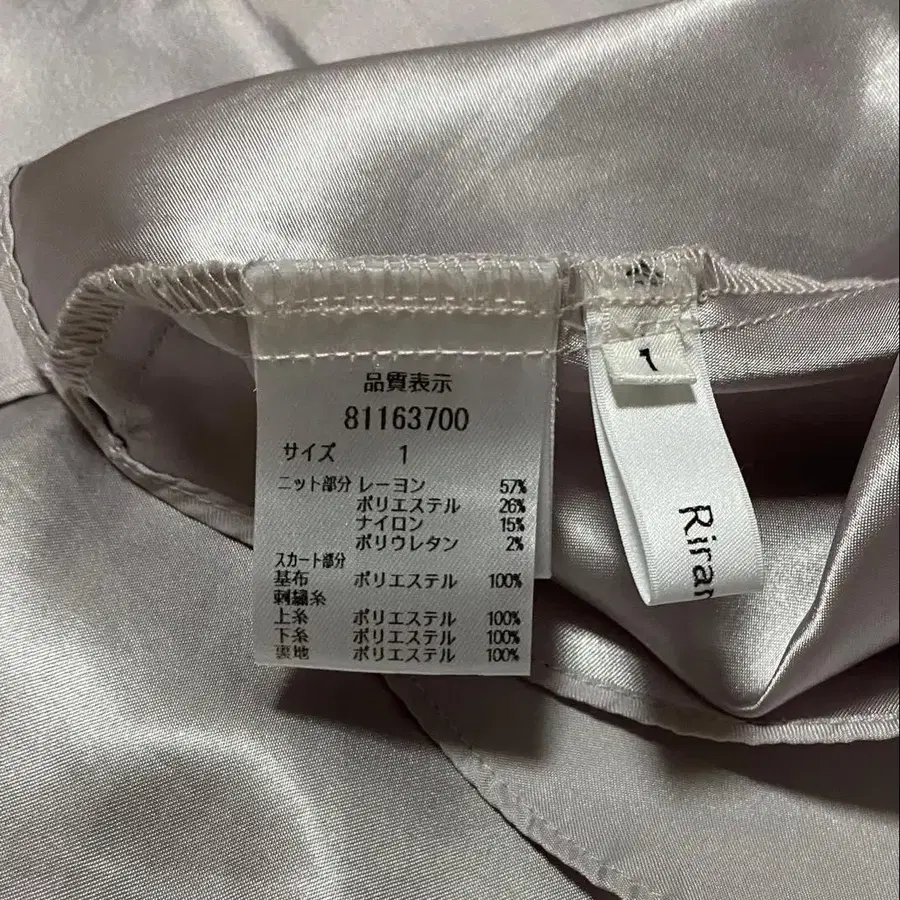 品質表示
81163700
サイズ 1
ニット部分 レーヨン 57%
ポリエステル 26%
ナイロン 15%
ポリウレタン 2%
スカート部分
基布 ポリエステル 100%
刺繍糸
上糸 ポリエステル 100%
下糸 ポリエステル 100%
裏地 ポリエステル 100%
1